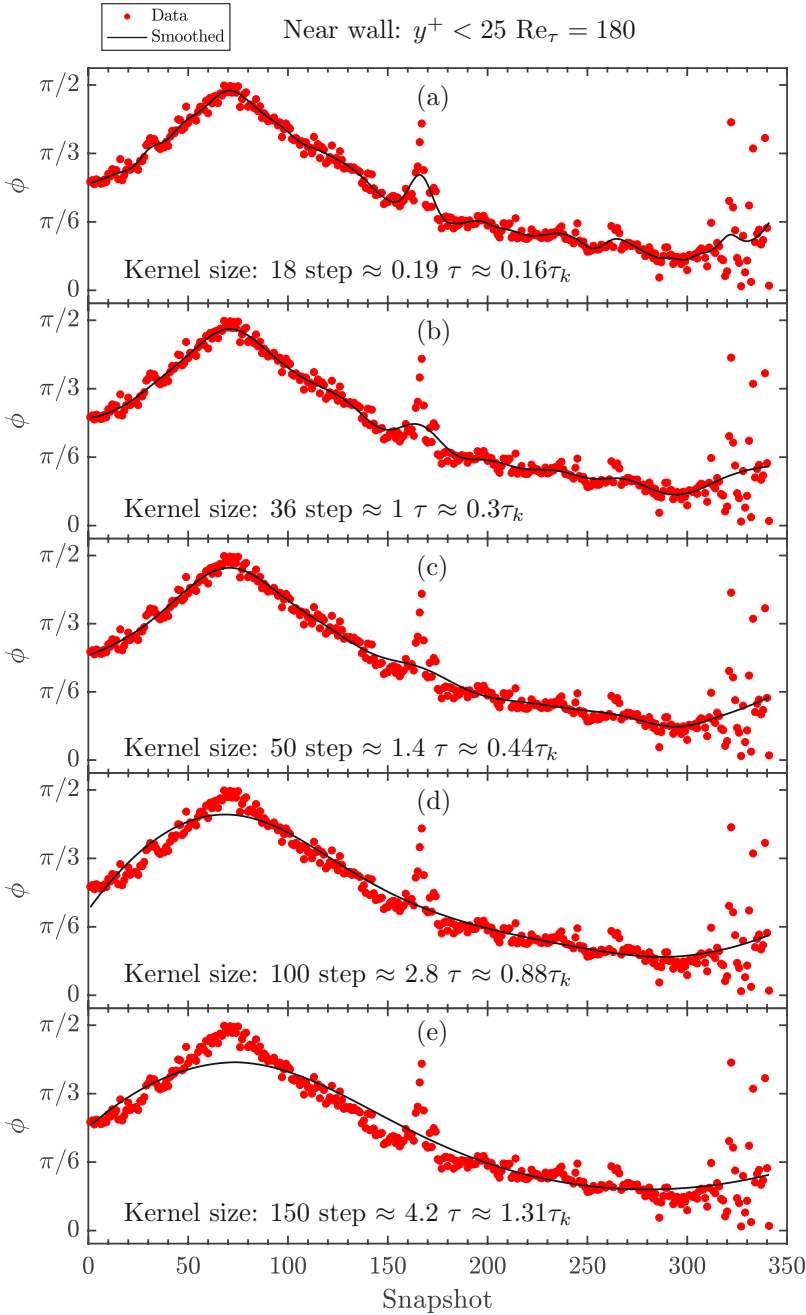 Data
Smoothed
Near wall: y⁺ < 25 Re_τ = 180
(a)
π/2
π/3
π/6
0
ϕ
Kernel size: 18 step ≈ 0.19 τ ≈ 0.16τ_k
(b)
π/2
π/3
π/6
0
ϕ
Kernel size: 36 step ≈ 1 τ ≈ 0.3τ_k
(c)
π/2
π/3
π/6
0
ϕ
Kernel size: 50 step ≈ 1.4 τ ≈ 0.44τ_k
(d)
π/2
π/3
π/6
0
ϕ
Kernel size: 100 step ≈ 2.8 τ ≈ 0.88τ_k
(e)
π/2
π/3
π/6
0
ϕ
Kernel size: 150 step ≈ 4.2 τ ≈ 1.31τ_k
0 50 100 150 200 250 300 350
Snapshot